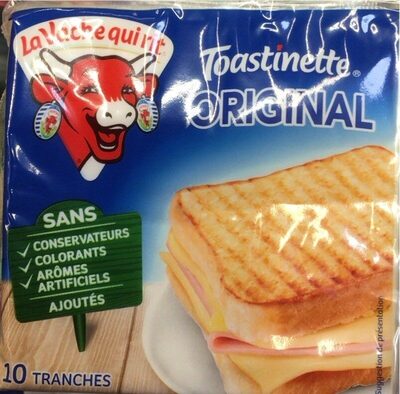 La Vache qui rit
Toastinette®
ORIGINAL
SANS
✓ CONSERVATEURS
✓ COLORANTS
✓ ARÔMES
ARTIFICIELS
AJOUTÉS
10 TRANCHES
Suggestion de présentation